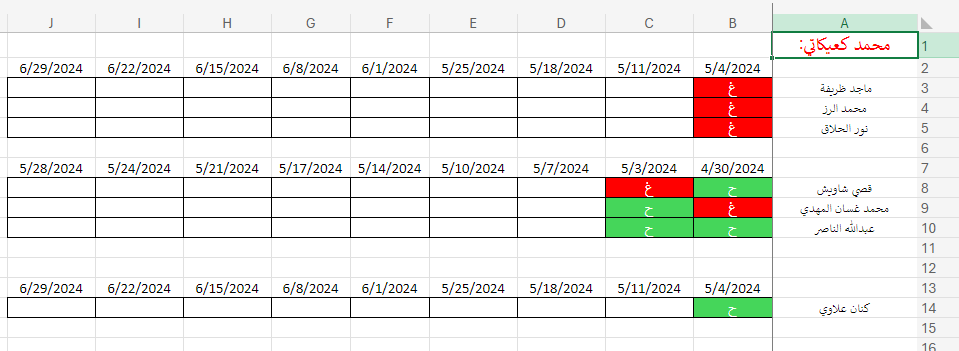 A B C D E F G H I J
1 محمد كعيكاتي:
2 5/4/2024 5/11/2024 5/18/2024 5/25/2024 6/1/2024 6/8/2024 6/15/2024 6/22/2024 6/29/2024
3 ماجد ظريفة غ
4 محمد الرز غ
5 نور الحلاق غ
6
7 4/30/2024 5/3/2024 5/7/2024 5/10/2024 5/14/2024 5/17/2024 5/21/2024 5/24/2024 5/28/2024
8 قصي شاويش ح غ
9 محمد غسان المهدي غ ح
10 عبدالله الناصر ح ح
11
12
13 5/4/2024 5/11/2024 5/18/2024 5/25/2024 6/1/2024 6/8/2024 6/15/2024 6/22/2024 6/29/2024
14 كنان علاوي ح
15
16